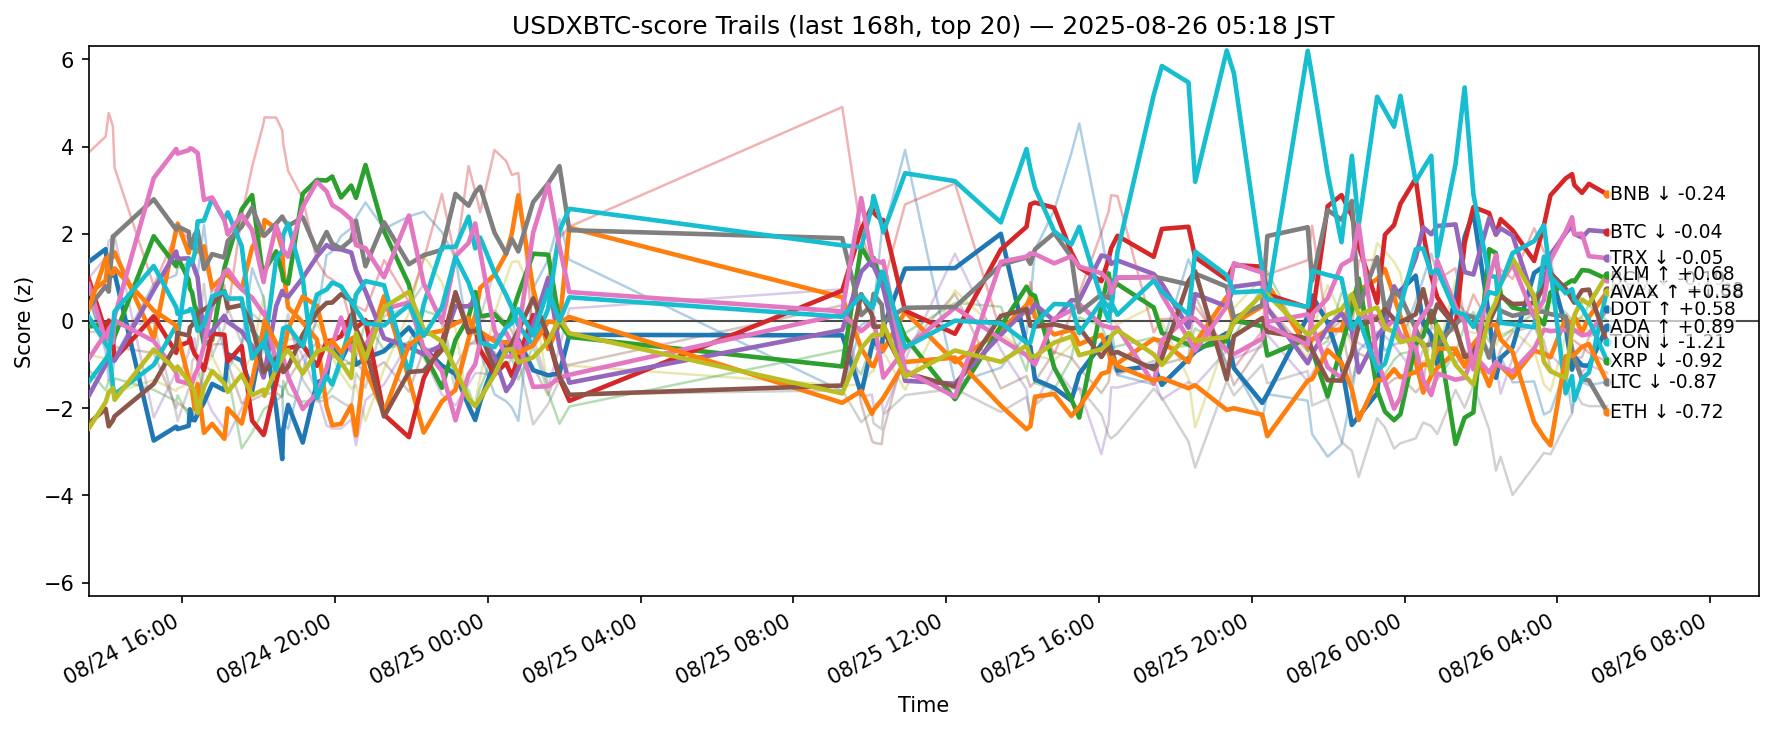 USDXBTC-score Trails (last 168h, top 20) — 2025-08-26 05:18 JST
Score (z)
6
4
2
0
−2
−4
−6
BNB ↓ -0.24
BTC ↓ -0.04
TRX ↓ -0.05
XLM ↑ +0.68
AVAX ↑ +0.58
DOT ↑ +0.58
ADA ↑ +0.89
TON ↓ -1.21
XRP ↓ -0.92
LTC ↓ -0.87
ETH ↓ -0.72
08/24 16:00
08/24 20:00
08/25 00:00
08/25 04:00
08/25 08:00
08/25 12:00
08/25 16:00
08/25 20:00
08/26 00:00
08/26 04:00
08/26 08:00
Time